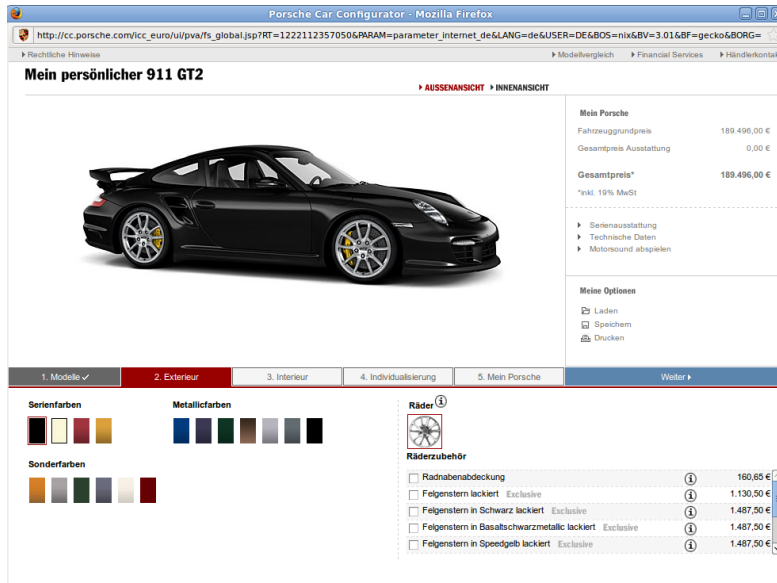 Porsche Car Configurator - Mozilla Firefox
http://cc.porsche.com/icc_euro/ui/pva/fs_global.jsp?RT=1222112357050&PARAM=parameter_internet_de&LANG=de&USER=DE&BOS=nix&BV=3.01&BF=gecko&BORG=
Rechtliche Hinweise
Modellvergleich
Financial Services
Händlerkontakt
Mein persönlicher 911 GT2
AUSSENANSICHT
INNENANSICHT
Mein Porsche
Fahrzeuggrundpreis 189.496,00 €
Gesamtpreis Ausstattung 0,00 €
Gesamtpreis* 189.496,00 €
*inkl. 19% MwSt
Serienausstattung
Technische Daten
Motorsound abspielen
Meine Optionen
Laden
Speichern
Drucken
1. Modelle
2. Exterieur
3. Interieur
4. Individualisierung
5. Mein Porsche
Weiter
Serienfarben
Metallicfarben
Sonderfarben
Räder
Räderzubehör
Radnabenabdeckung 160,65 €
Felgenstern lackiert Exclusive 1.130,50 €
Felgenstern in Schwarz lackiert Exclusive 1.487,50 €
Felgenstern in Basaltschwarzmetallic lackiert Exclusive 1.487,50 €
Felgenstern in Speedgelb lackiert Exclusive 1.487,50 €